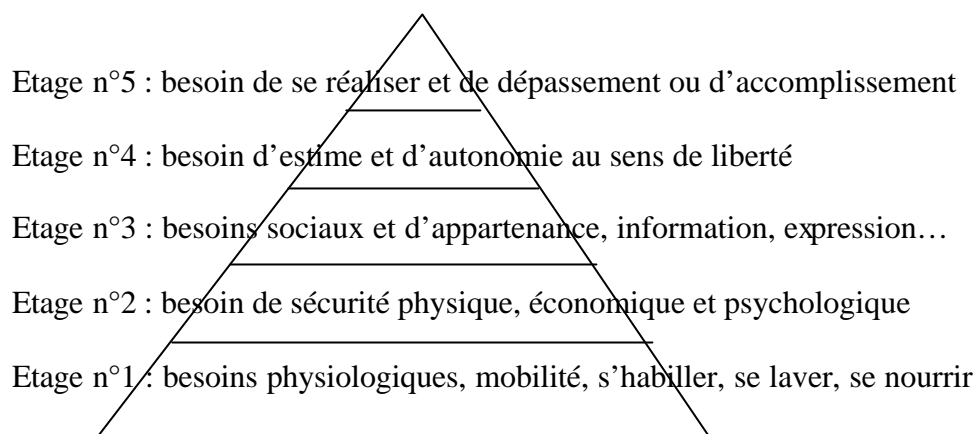 Etage n°5 : besoin de se réaliser et de dépassement ou d’accomplissement
Etage n°4 : besoin d’estime et d’autonomie au sens de liberté
Etage n°3 : besoins sociaux et d’appartenance, information, expression…
Etage n°2 : besoin de sécurité physique, économique et psychologique
Etage n°1 : besoins physiologiques, mobilité, s’habiller, se laver, se nourrir